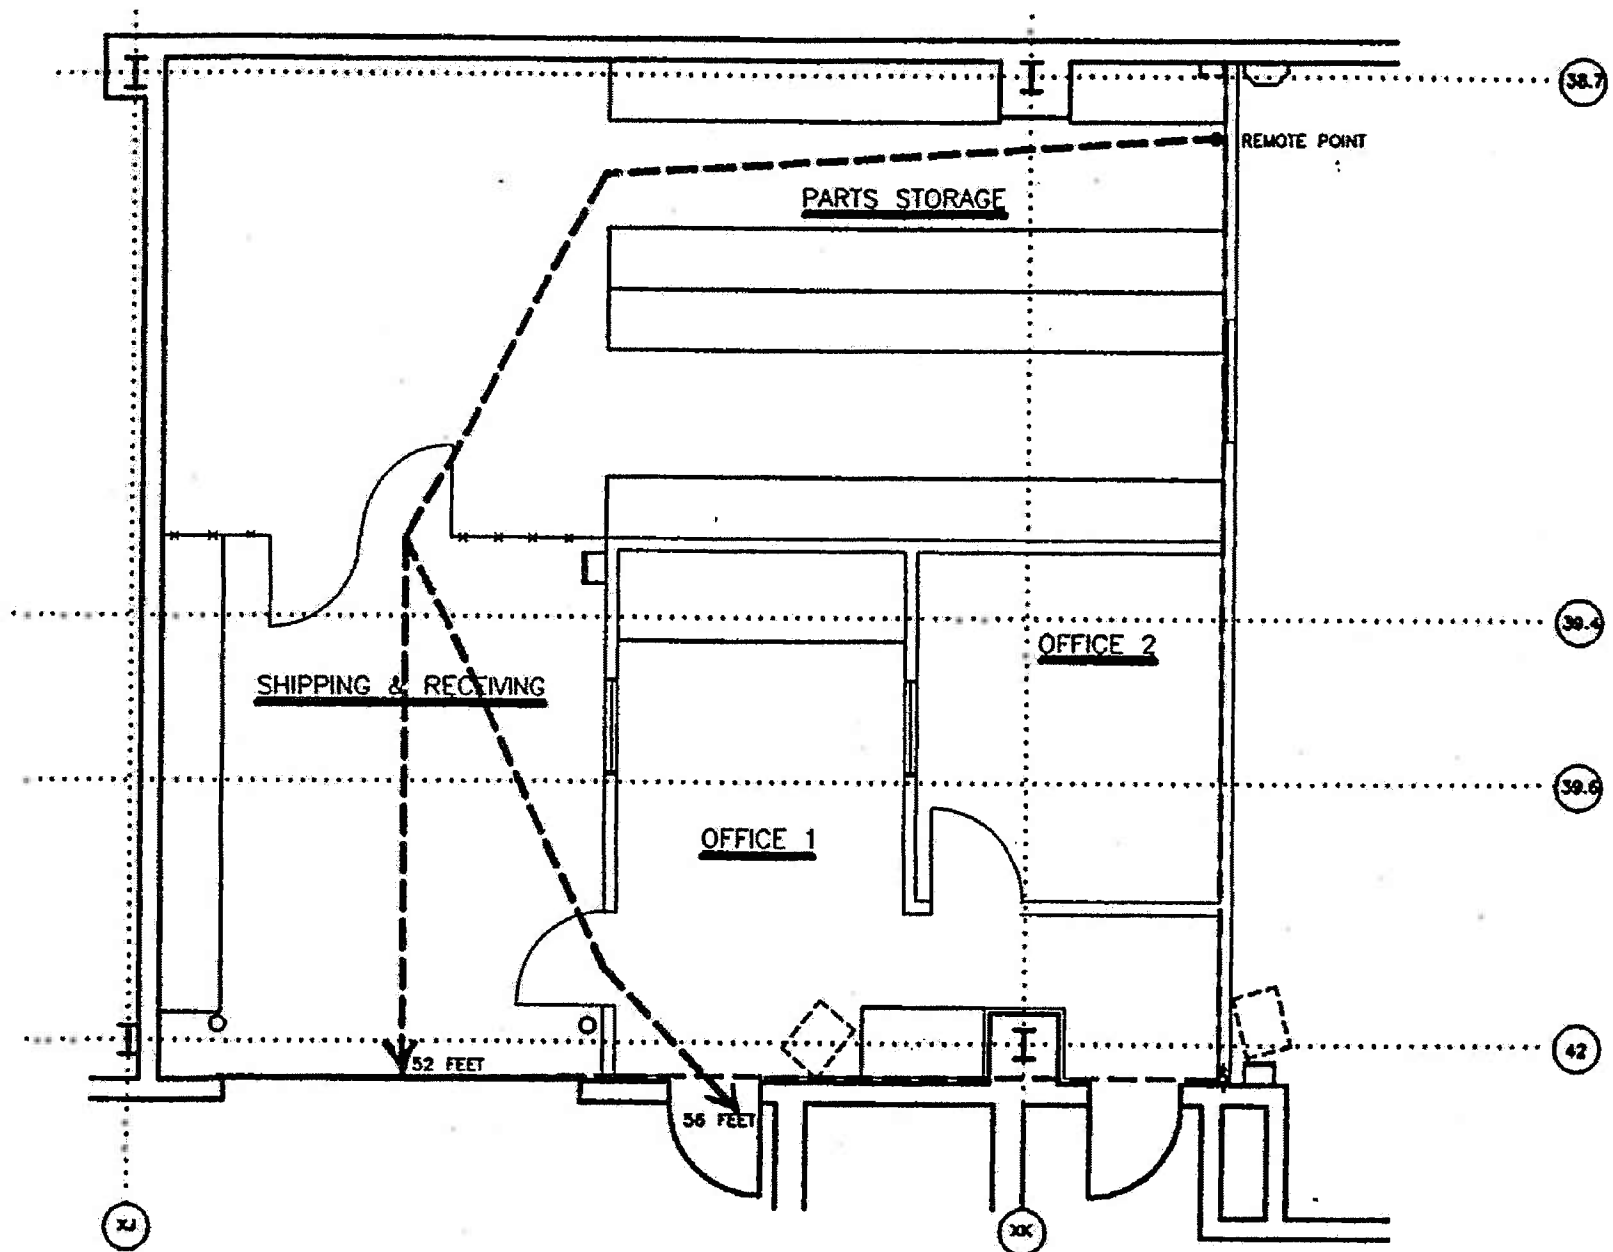 38.7
REMOTE POINT
PARTS STORAGE
39.4
OFFICE 2
SHIPPING & RECEIVING
39.6
OFFICE 1
42
52 FEET
56 FEET
XJ
XK